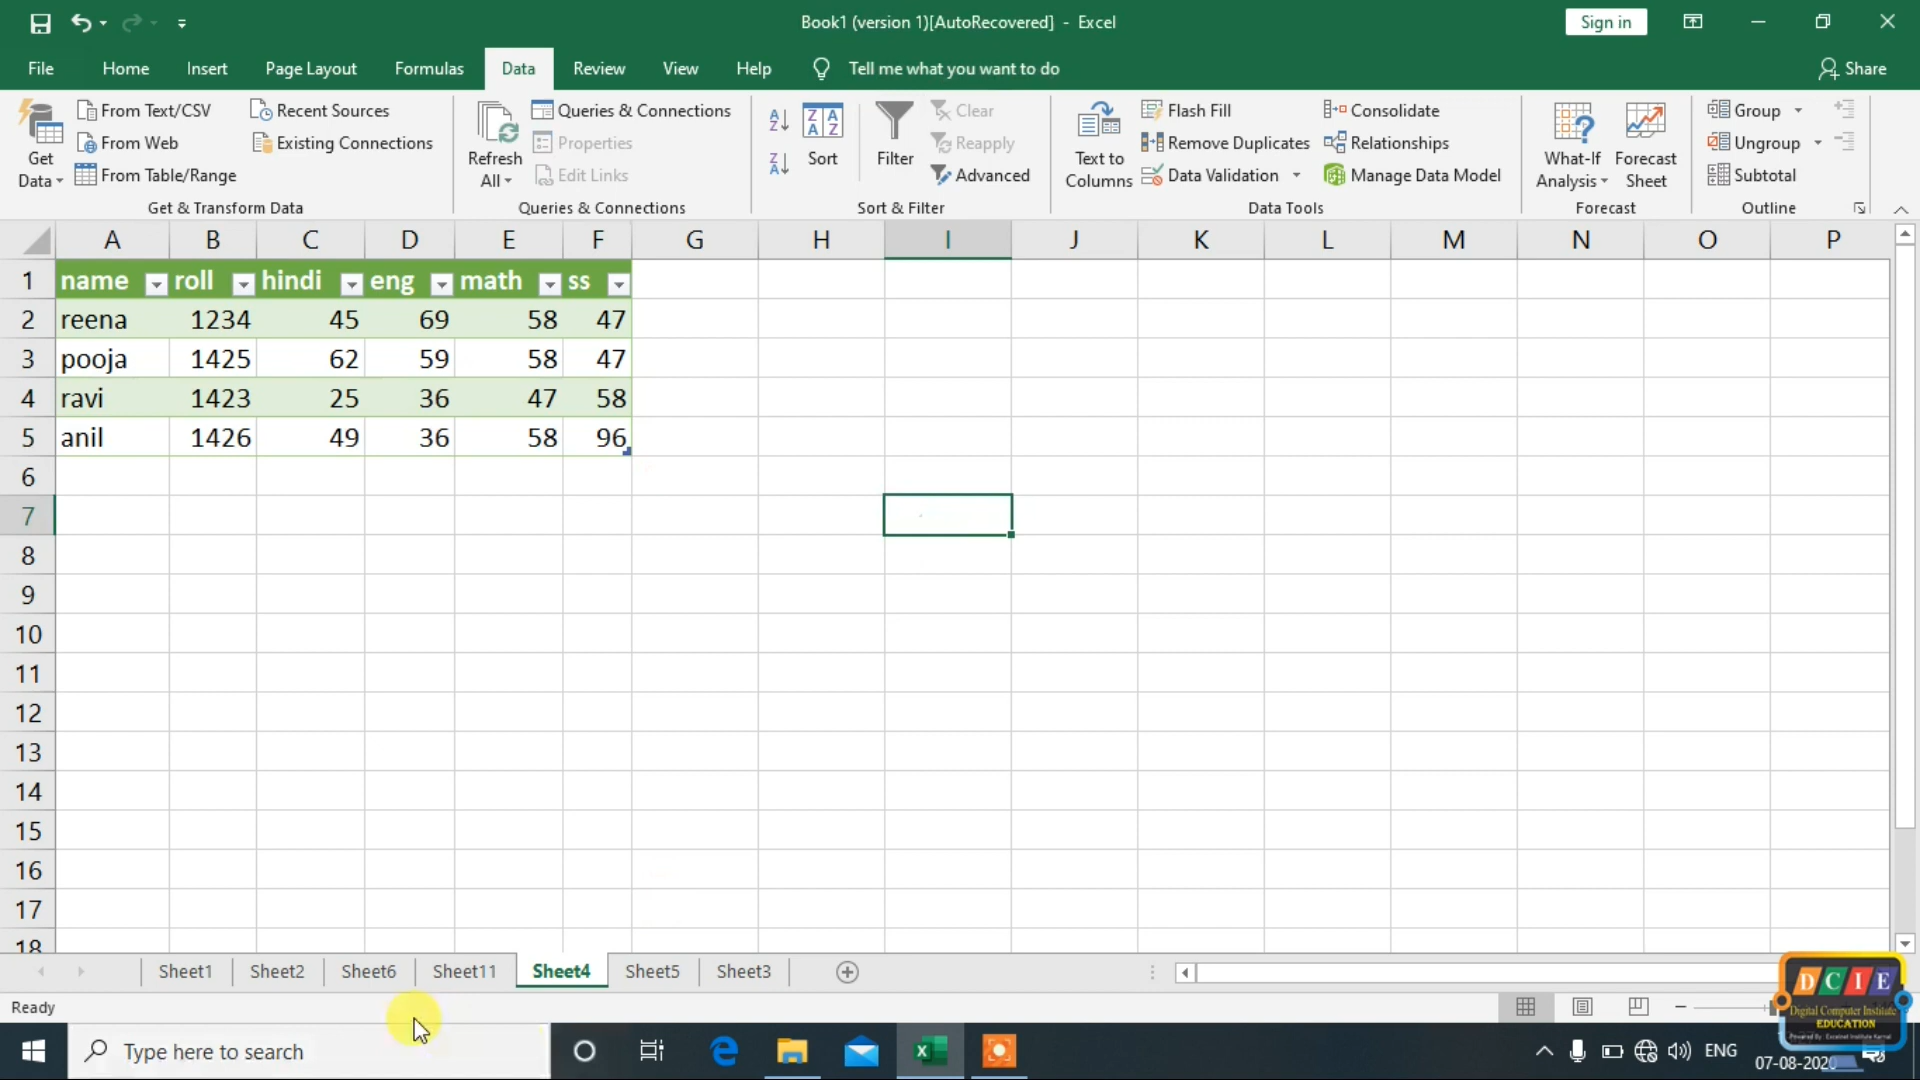 Book1 (version 1)[AutoRecovered] - Excel
Sign in
File Home Insert Page Layout Formulas Data Review View Help Tell me what you want to do Share
Get Data
From Text/CSV
From Web
From Table/Range
Recent Sources
Existing Connections
Get & Transform Data
Refresh All
Queries & Connections
Properties
Edit Links
Queries & Connections
Sort
Filter
Clear
Reapply
Advanced
Sort & Filter
Text to Columns
Flash Fill
Remove Duplicates
Data Validation
Consolidate
Relationships
Manage Data Model
Data Tools
What-If Analysis
Forecast Sheet
Forecast
Group
Ungroup
Subtotal
Outline
A B C D E F G H I J K L M N O P
1 name roll hindi eng math ss
2 reena 1234 45 69 58 47
3 pooja 1425 62 59 58 47
4 ravi 1423 25 36 47 58
5 anil 1426 49 36 58 96
6
7
8
9
10
11
12
13
14
15
16
17
18
Sheet1 Sheet2 Sheet6 Sheet11 Sheet4 Sheet5 Sheet3
Ready
DCIE
Digital Computer Institute
EDUCATION
Type here to search
ENG
07-08-2020